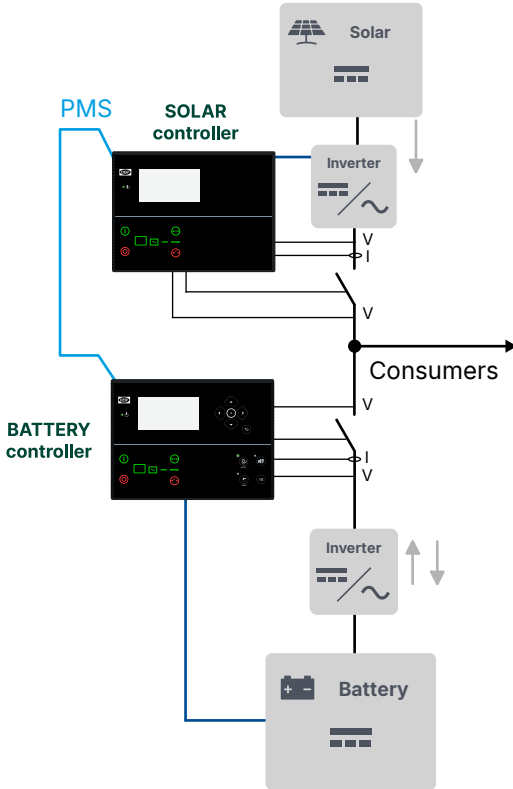 Solar
PMS
SOLAR
controller
Inverter
V
I
V
Consumers
V
BATTERY
controller
I
V
Inverter
Battery